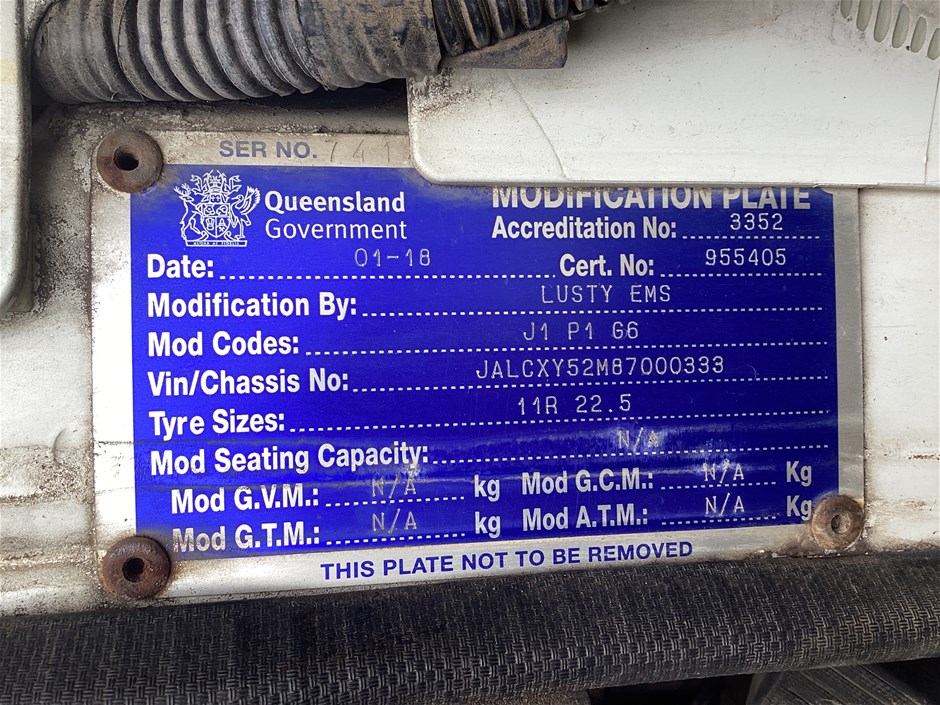 SER NO. 741
Queensland
Government
MODIFICATION PLATE
Accreditation No: 3352
Date: 01-18 Cert. No: 955405
Modification By: LUSTY EMS
Mod Codes: J1 P1 G6
Vin/Chassis No: JALCXY52M87000333
Tyre Sizes: 11R 22.5
Mod Seating Capacity: N/A
Mod G.V.M.: N/A kg Mod G.C.M.: N/A Kg
Mod G.T.M.: N/A kg Mod A.T.M.: N/A Kg
THIS PLATE NOT TO BE REMOVED